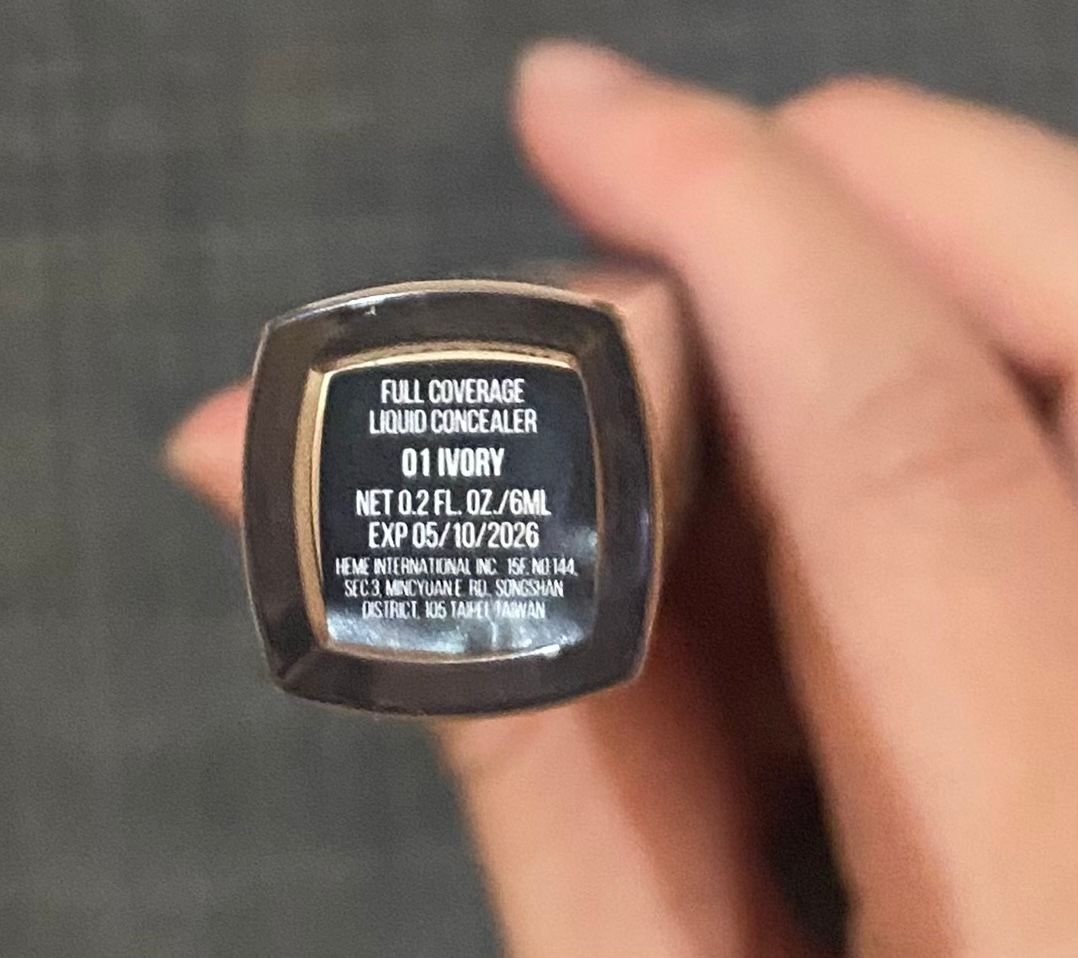 FULL COVERAGE
LIQUID CONCEALER
01 IVORY
NET 0.2 FL. OZ./6ML
EXP 05/10/2026
HEME INTERNATIONAL INC. 15F, NO 144,
SEC 3, MINCYUAN E. RD., SONGSHAN
DISTRICT, 105 TAIPEI, TAIWAN